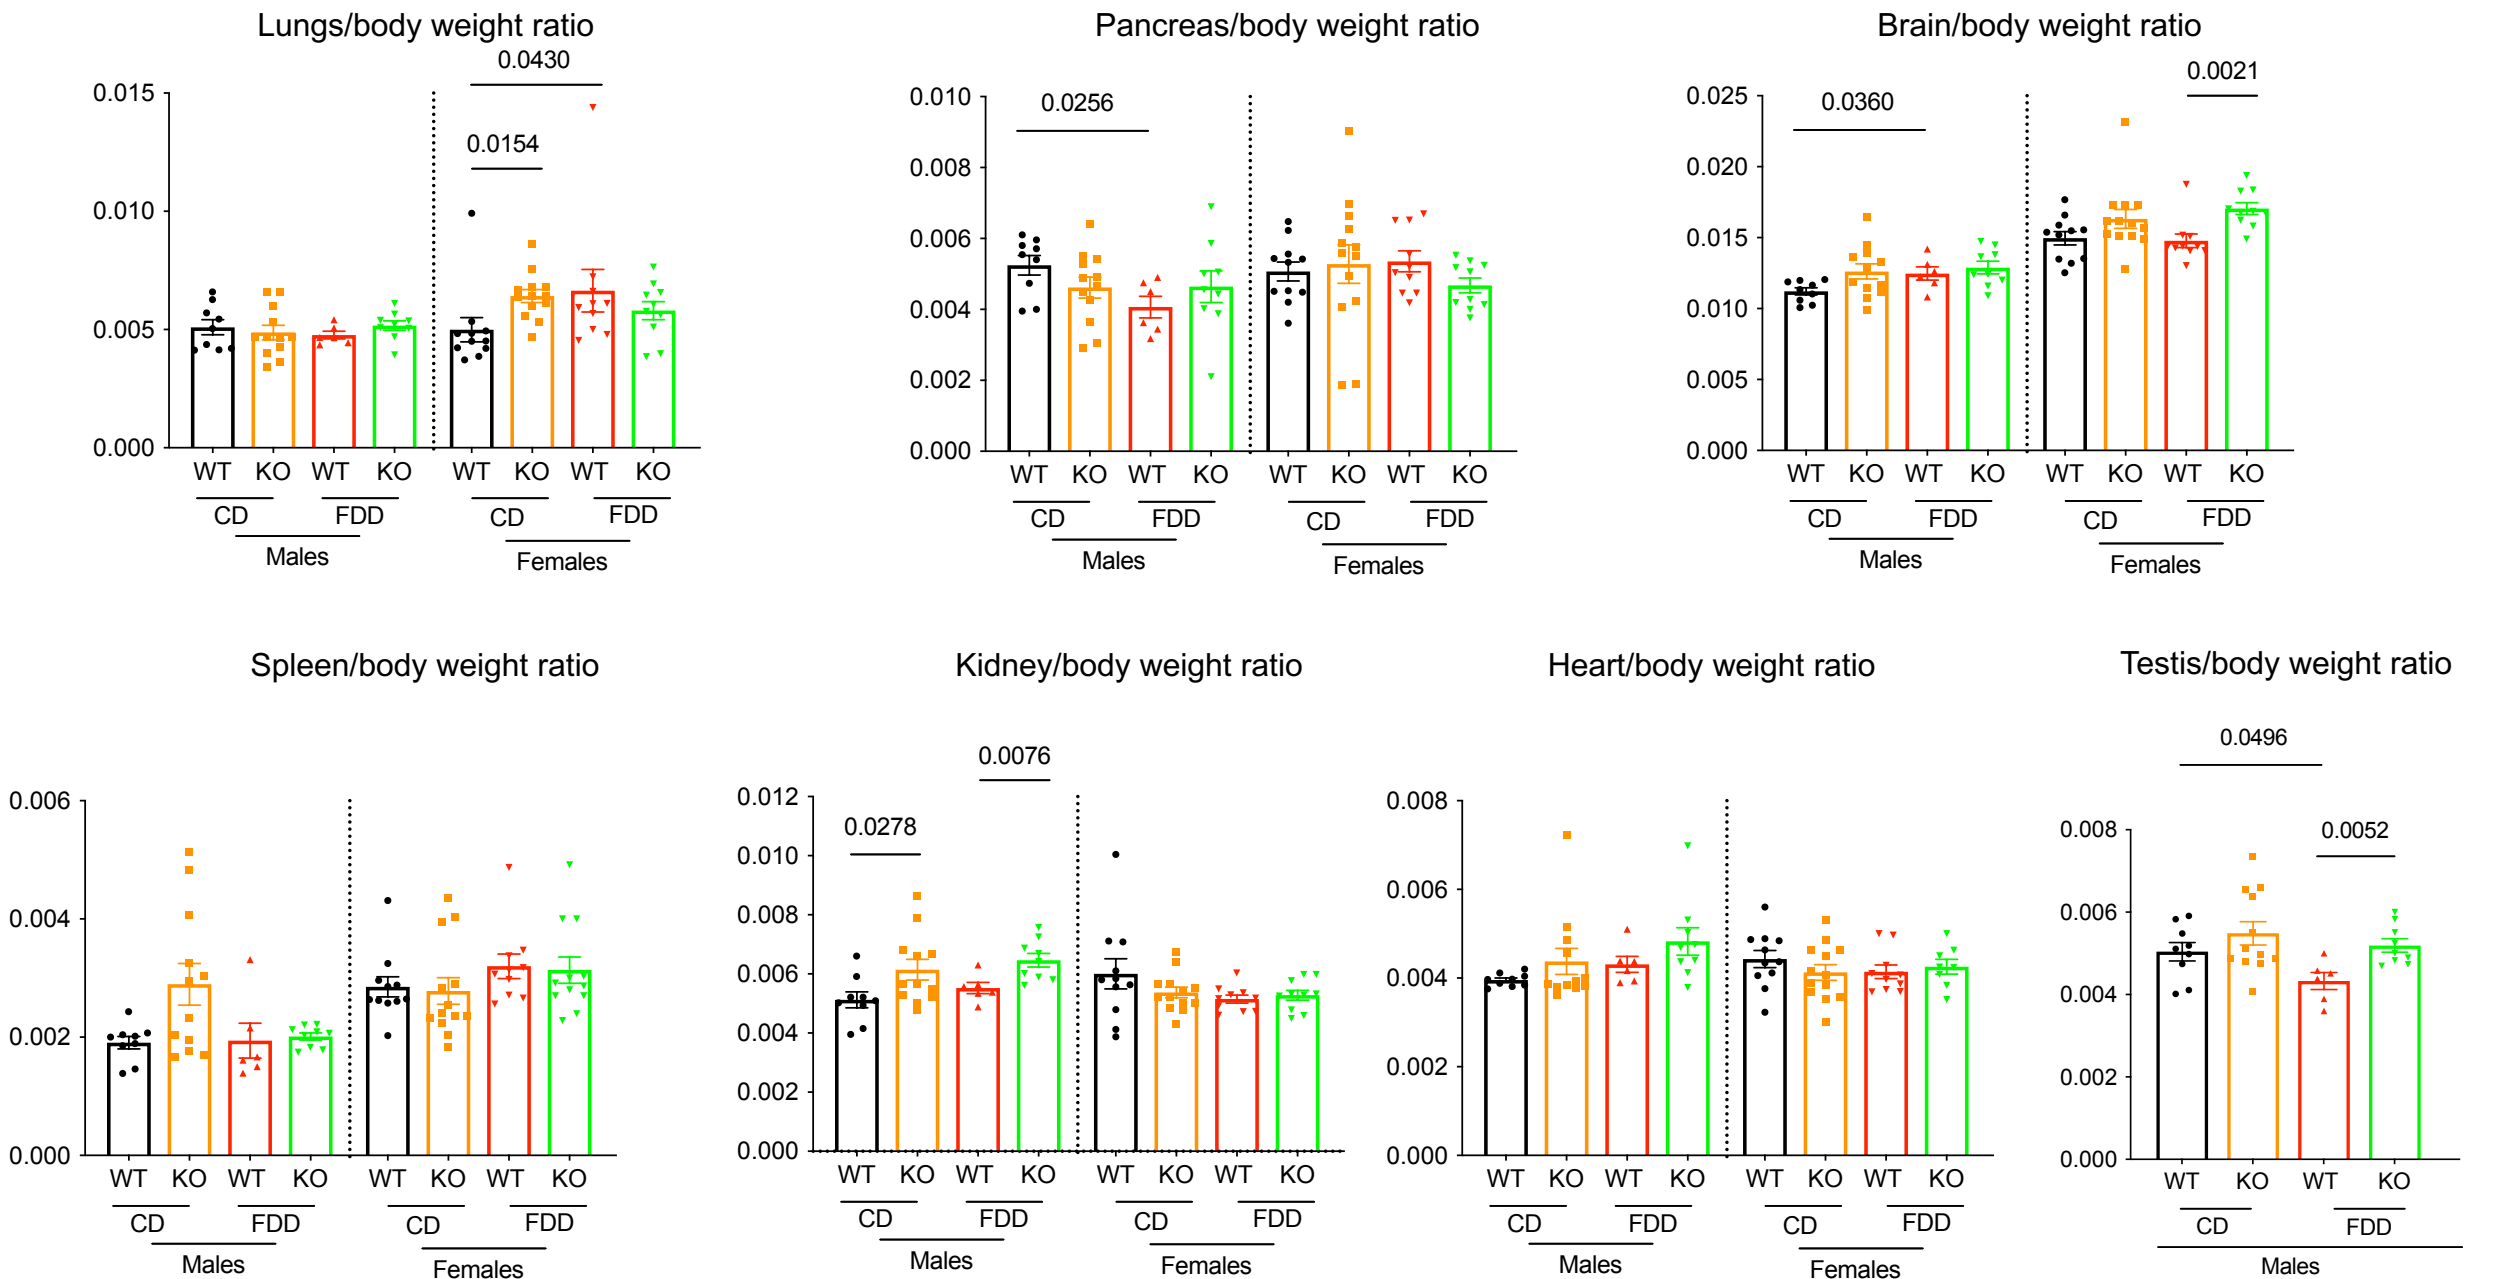 Lungs/body weight ratio
0.0430
0.0154
0.015
0.010
0.005
0.000
WT KO WT KO WT KO WT KO
CD FDD CD FDD
Males Females
Pancreas/body weight ratio
0.0256
0.010
0.008
0.006
0.004
0.002
0.000
WT KO WT KO WT KO WT KO
CD FDD CD FDD
Males Females
Brain/body weight ratio
0.0021
0.0360
0.025
0.020
0.015
0.010
0.005
0.000
WT KO WT KO WT KO WT KO
CD FDD CD FDD
Males Females
Spleen/body weight ratio
0.006
0.004
0.002
0.000
WT KO WT KO WT KO WT KO
CD FDD CD FDD
Males Females
Kidney/body weight ratio
0.0076
0.0278
0.012
0.010
0.008
0.006
0.004
0.002
0.000
WT KO WT KO WT KO WT KO
CD FDD CD FDD
Males Females
Heart/body weight ratio
0.008
0.006
0.004
0.002
0.000
WT KO WT KO WT KO WT KO
CD FDD CD FDD
Males Females
Testis/body weight ratio
0.0496
0.0052
0.008
0.006
0.004
0.002
0.000
WT KO WT KO
CD FDD
Males